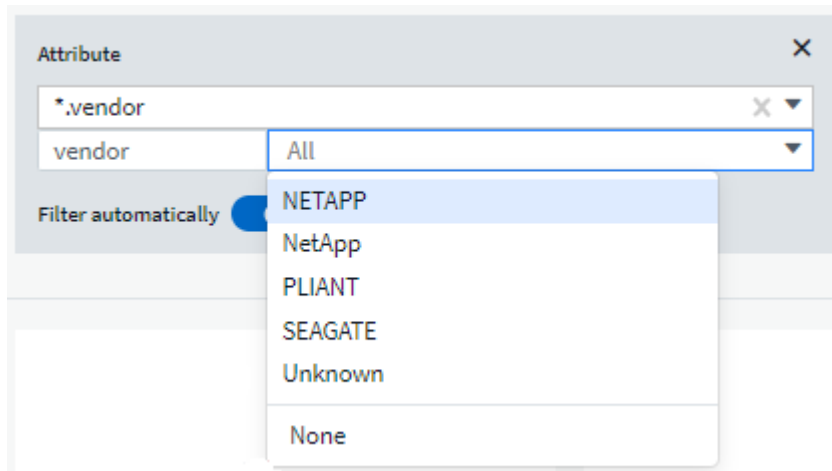 Attribute
*.vendor
vendor All
Filter automatically
NETAPP
NetApp
PLIANT
SEAGATE
Unknown
None